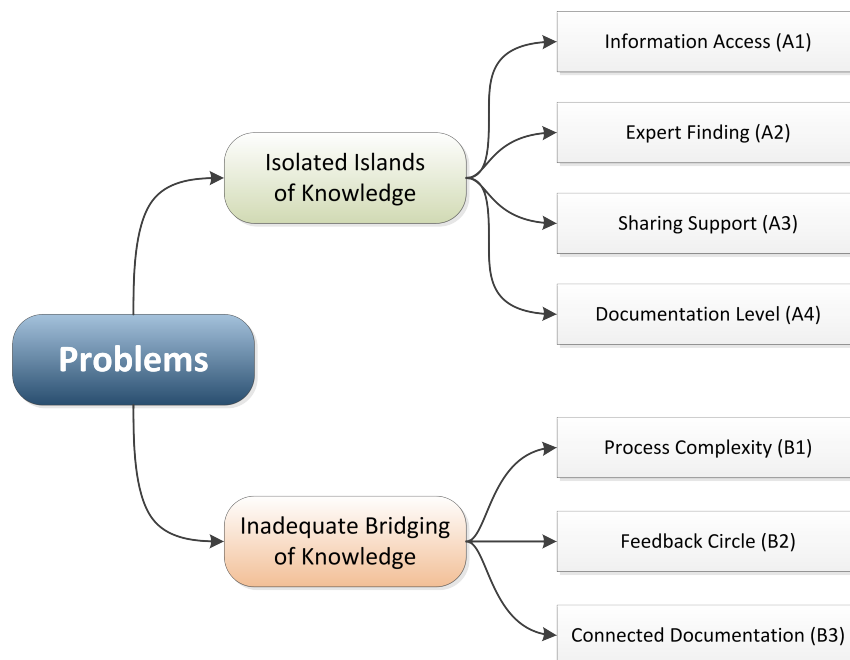 Information Access (A1)
Expert Finding (A2)
Isolated Islands
of Knowledge
Sharing Support (A3)
Documentation Level (A4)
Problems
Process Complexity (B1)
Inadequate Bridging
of Knowledge
Feedback Circle (B2)
Connected Documentation (B3)